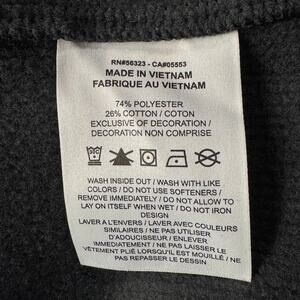 RN#56323 - CA#05553
MADE IN VIETNAM
FABRIQUE AU VIETNAM
74% POLYESTER
26% COTTON / COTON
EXCLUSIVE OF DECORATION /
DECORATION NON COMPRISE
WASH INSIDE OUT / WASH WITH LIKE
COLORS / DO NOT USE SOFTENERS /
REMOVE IMMEDIATELY / DO NOT ALLOW TO
LAY ON ITSELF WHEN WET / DO NOT IRON
DESIGN
LAVER A L'ENVERS / LAVER AVEC COULEURS
SIMILAIRES / NE PAS UTILISER
D'ADOUCISSEUR / ENLEVER
IMMEDIATEMENT / NE PAS LAISSER LE
VÊTEMENT PLIÉ LORSQU'IL EST MOUILLÉ / NE
PAS REPASSER LE DESSIN